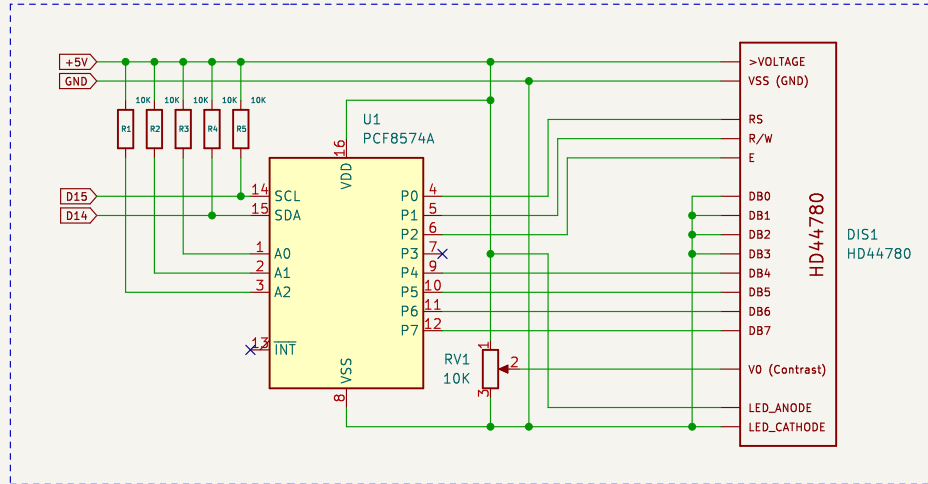 +5V
GND
10K 10K 10K 10K 10K
R1 R2 R3 R4 R5
D15
D14
U1
PCF8574A
16
VDD
14 SCL
15 SDA
1 A0
2 A1
3 A2
13 INT
VSS
8
P0 4
P1 5
P2 6
P3 7
P4 9
P5 10
P6 11
P7 12
RV1
10K
1
2
3
>VOLTAGE
VSS (GND)
RS
R/W
E
DB0
DB1
DB2
DB3
DB4
DB5
DB6
DB7
VO (Contrast)
LED_ANODE
LED_CATHODE
HD44780
DIS1
HD44780